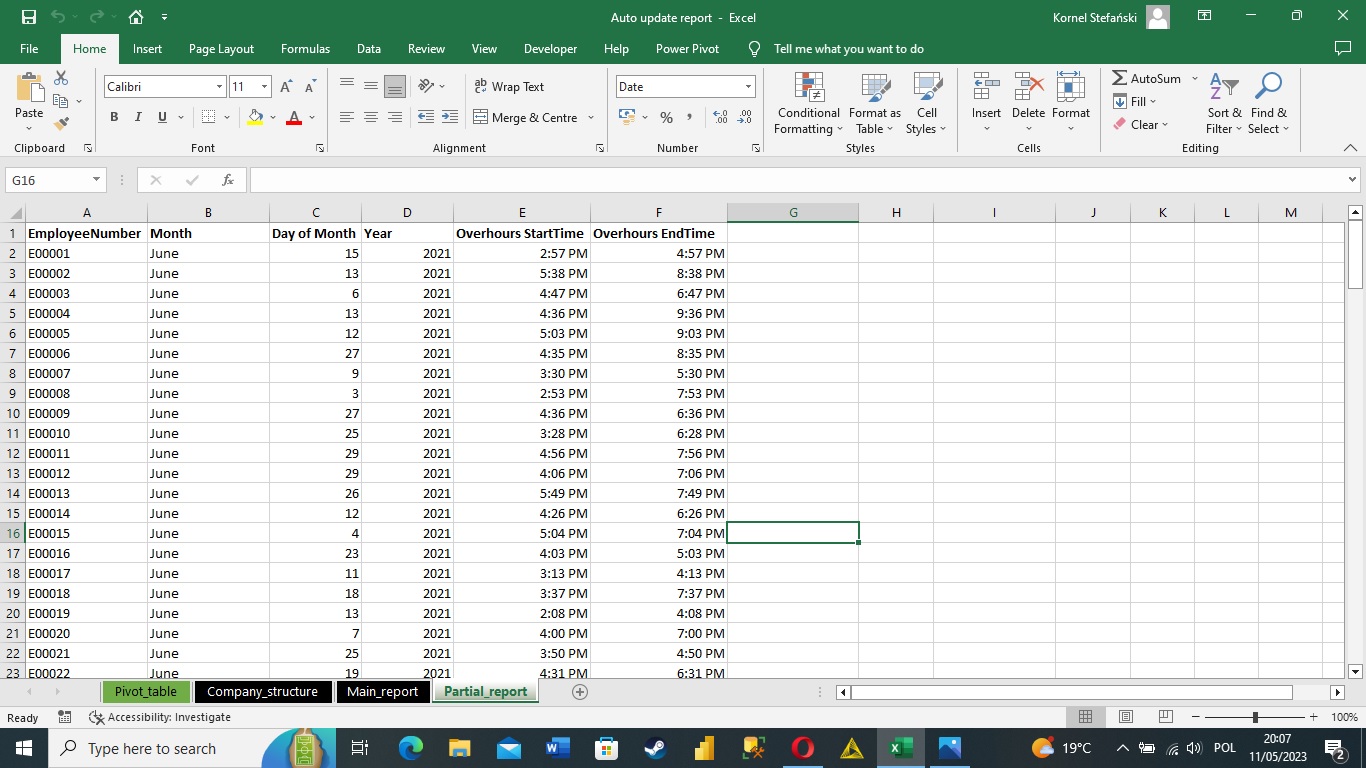 Auto update report - Excel
Kornel Stefański
File Home Insert Page Layout Formulas Data Review View Developer Help Power Pivot Tell me what you want to do
Paste
Clipboard
Calibri 11
B I U
Font
Wrap Text
Merge & Centre
Alignment
Date
Number
Conditional Formatting
Format as Table
Cell Styles
Styles
Insert Delete Format
Cells
AutoSum
Fill
Clear
Sort & Filter
Find & Select
Editing
G16
fx
A B C D E F G H I J K L M
1 EmployeeNumber Month Day of Month Year Overhours StartTime Overhours EndTime
2 E00001 June 15 2021 2:57 PM 4:57 PM
3 E00002 June 13 2021 5:38 PM 8:38 PM
4 E00003 June 6 2021 4:47 PM 6:47 PM
5 E00004 June 13 2021 4:36 PM 9:36 PM
6 E00005 June 12 2021 5:03 PM 9:03 PM
7 E00006 June 27 2021 4:35 PM 8:35 PM
8 E00007 June 9 2021 3:30 PM 5:30 PM
9 E00008 June 3 2021 2:53 PM 7:53 PM
10 E00009 June 27 2021 4:36 PM 6:36 PM
11 E00010 June 25 2021 3:28 PM 6:28 PM
12 E00011 June 29 2021 4:56 PM 7:56 PM
13 E00012 June 29 2021 4:06 PM 7:06 PM
14 E00013 June 26 2021 5:49 PM 7:49 PM
15 E00014 June 12 2021 4:26 PM 6:26 PM
16 E00015 June 4 2021 5:04 PM 7:04 PM
17 E00016 June 23 2021 4:03 PM 5:03 PM
18 E00017 June 11 2021 3:13 PM 4:13 PM
19 E00018 June 18 2021 3:37 PM 7:37 PM
20 E00019 June 13 2021 2:08 PM 4:08 PM
21 E00020 June 7 2021 4:00 PM 7:00 PM
22 E00021 June 25 2021 3:50 PM 4:50 PM
23 E00022 June 19 2021 4:31 PM 6:31 PM
Pivot_table Company_structure Main_report Partial_report
Ready Accessibility: Investigate 100%
Type here to search
19°C
POL
20:07
11/05/2023
2